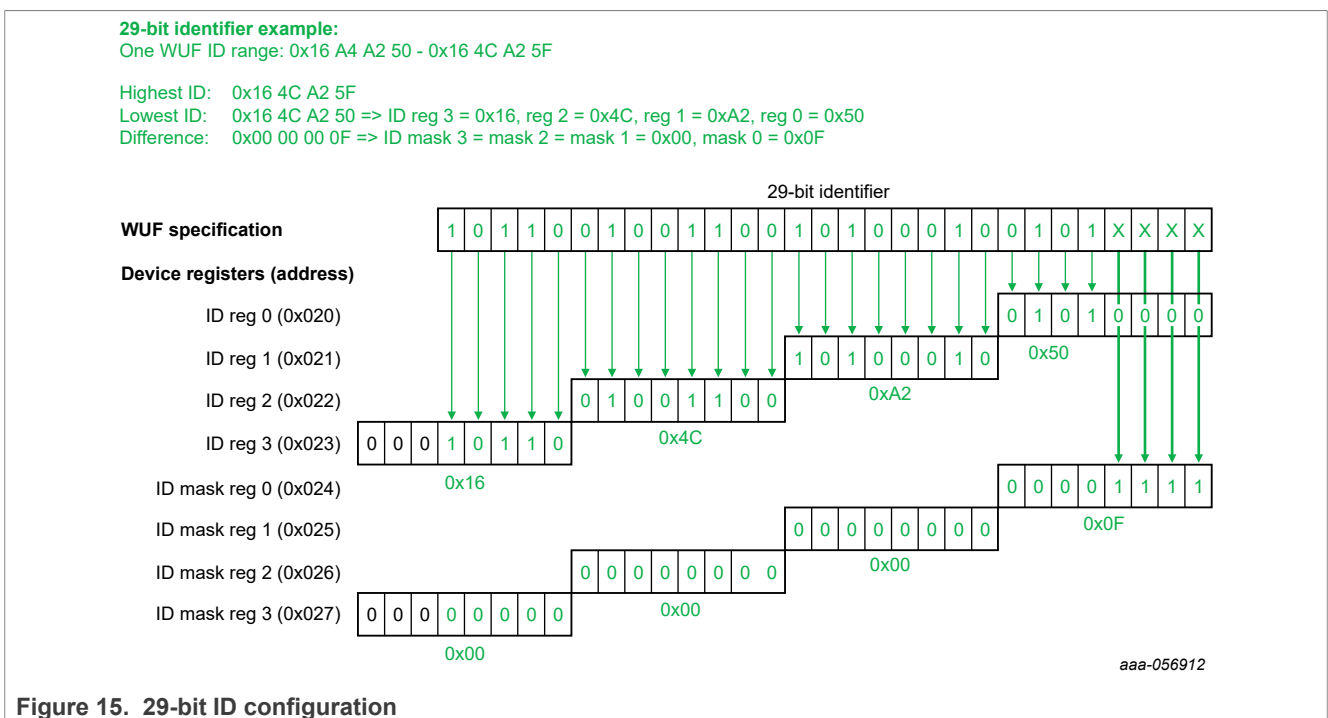 29-bit identifier example:
One WUF ID range: 0x16 A4 A2 50 - 0x16 4C A2 5F
Highest ID: 0x16 4C A2 5F
Lowest ID: 0x16 4C A2 50 => ID reg 3 = 0x16, reg 2 = 0x4C, reg 1 = 0xA2, reg 0 = 0x50
Difference: 0x00 00 00 0F => ID mask 3 = mask 2 = mask 1 = 0x00, mask 0 = 0x0F
29-bit identifier
WUF specification 1 0 1 1 0 0 1 0 0 1 1 0 0 1 0 1 0 0 0 1 0 0 1 0 1 X X X X
Device registers (address)
ID reg 0 (0x020) 0 1 0 1 0 0 0 0
0x50
ID reg 1 (0x021) 1 0 1 0 0 0 1 0
0xA2
ID reg 2 (0x022) 0 1 0 0 1 1 0 0
0x4C
ID reg 3 (0x023) 0 0 0 1 0 1 1 0
0x16
ID mask reg 0 (0x024) 0 0 0 0 1 1 1 1
0x0F
ID mask reg 1 (0x025) 0 0 0 0 0 0 0 0
0x00
ID mask reg 2 (0x026) 0 0 0 0 0 0 0 0
0x00
ID mask reg 3 (0x027) 0 0 0 0 0 0 0 0
0x00
aaa-056912
Figure 15. 29-bit ID configuration